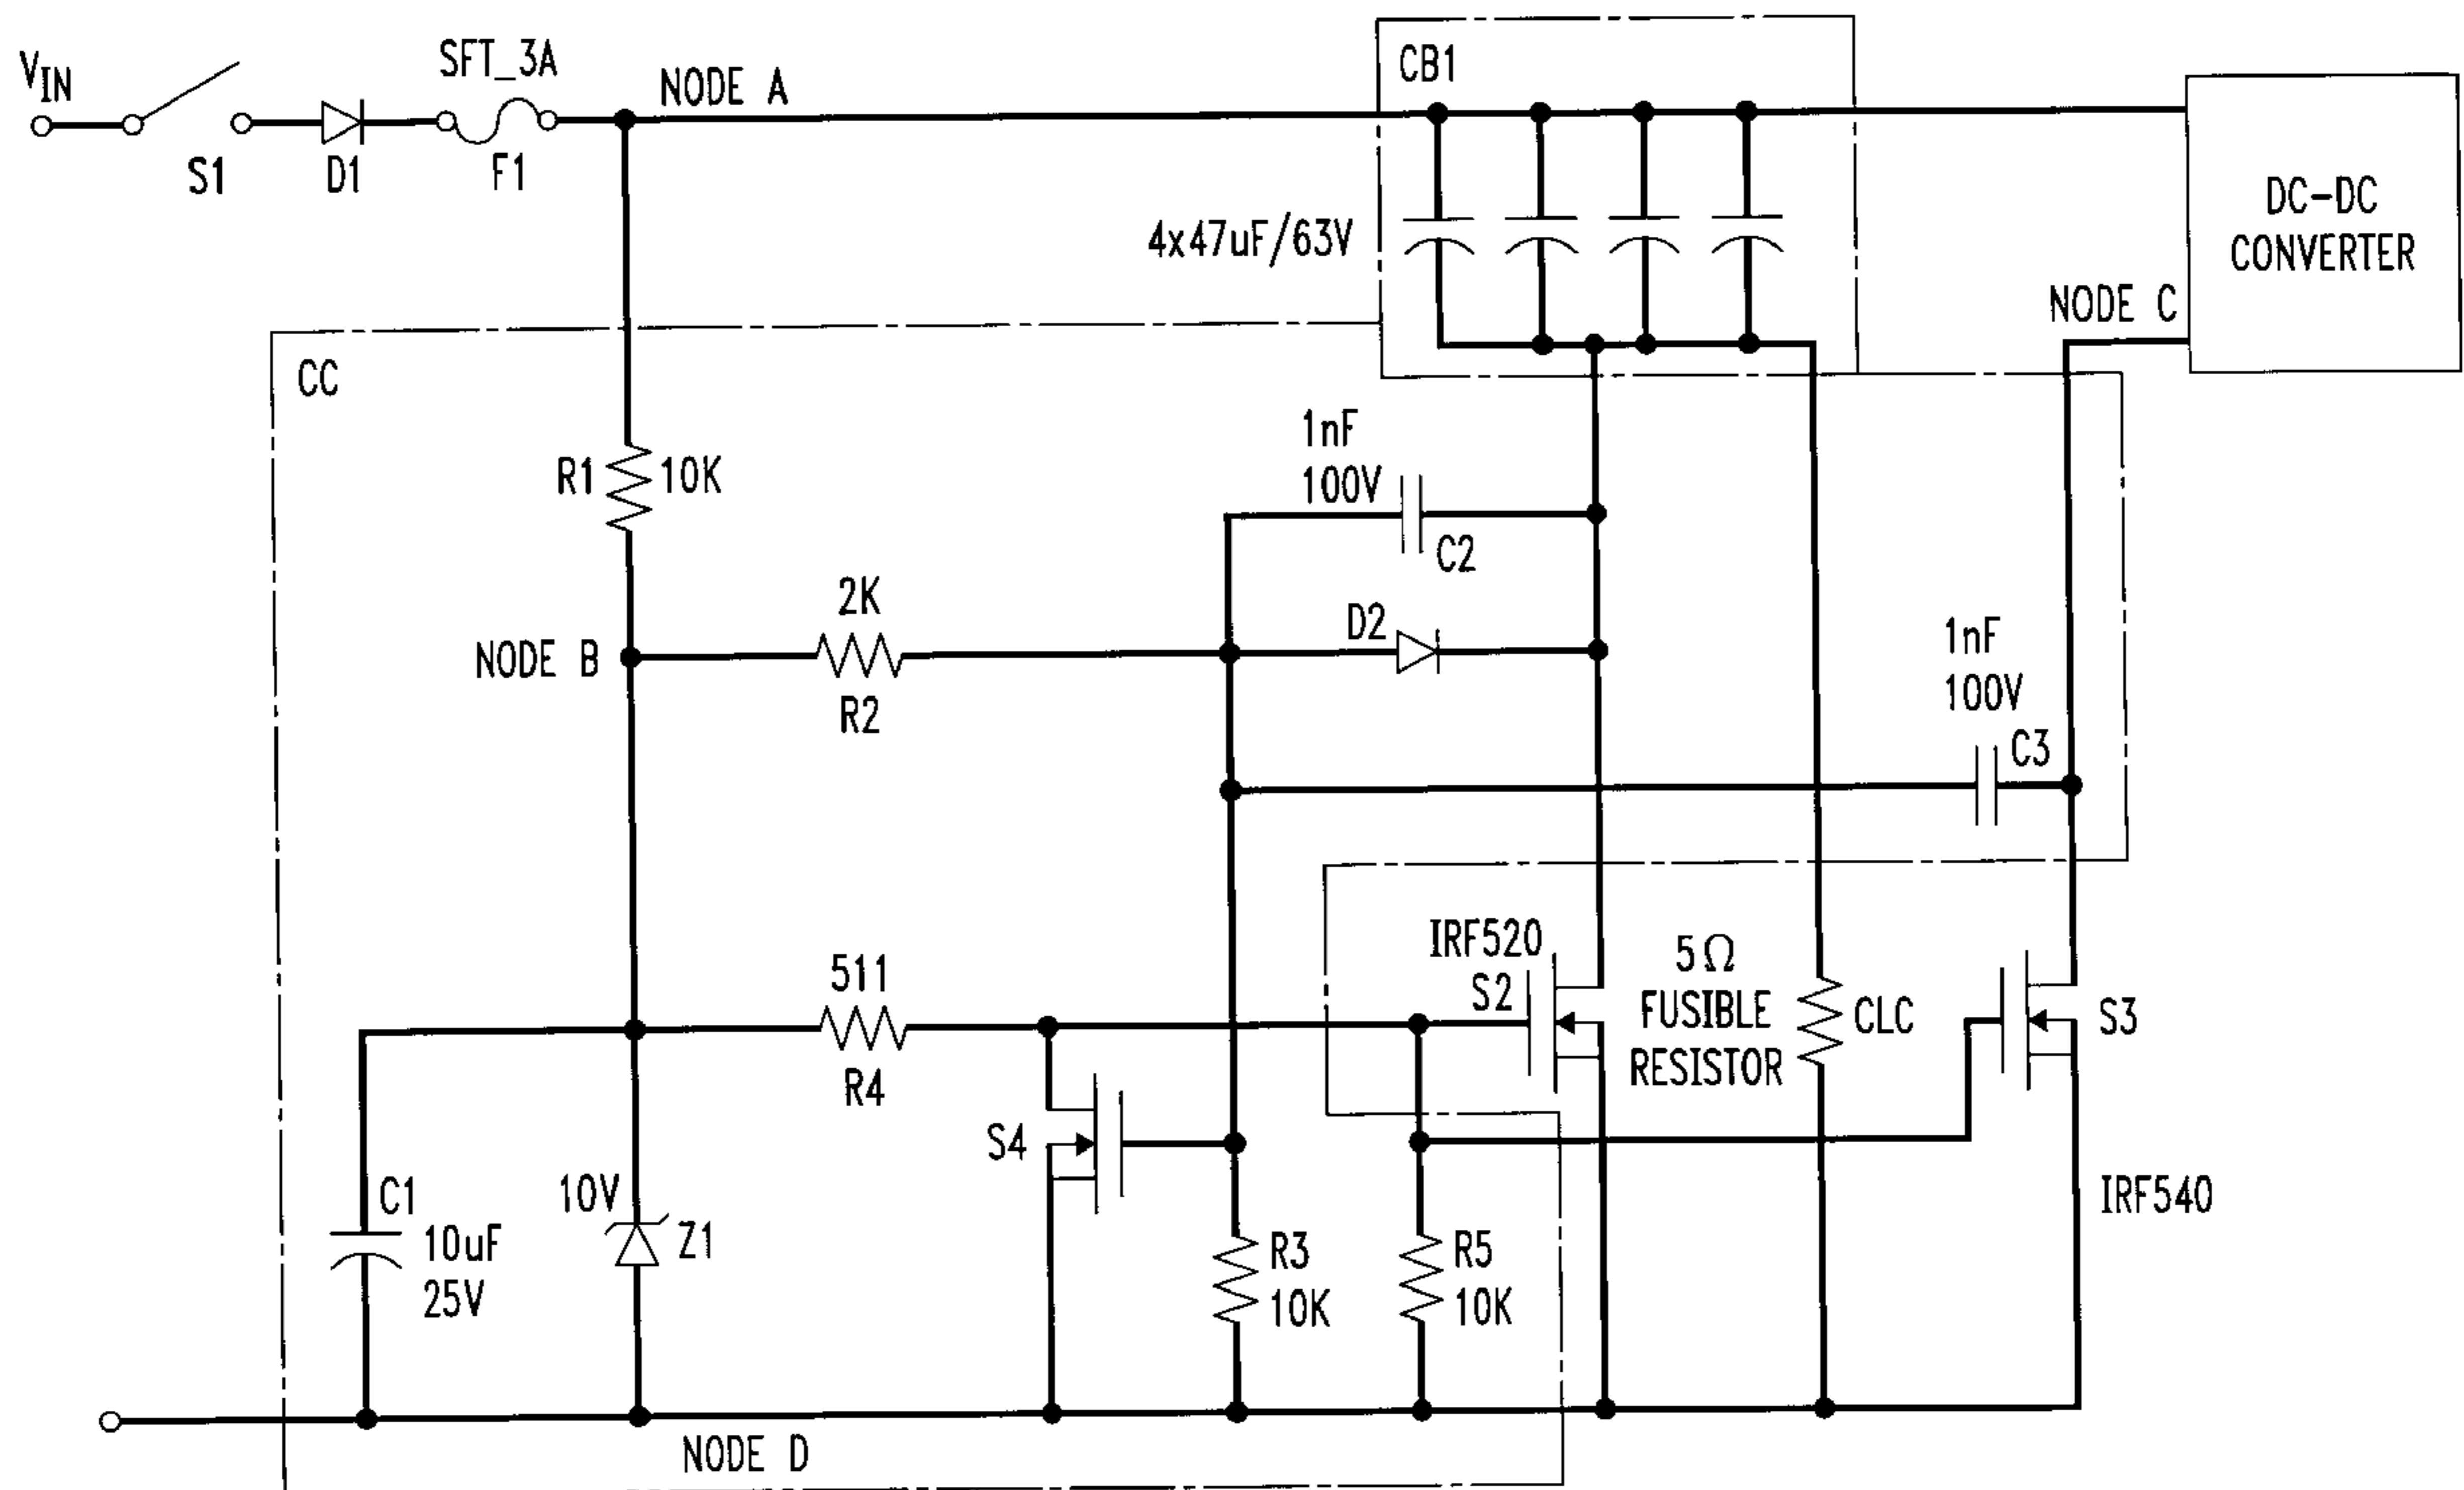 V_IN
S1
D1
SFT_3A
F1
NODE A
CB1
4x47uF/63V
DC-DC
CONVERTER
NODE C
CC
R1
10K
1nF
100V
C2
NODE B
2K
R2
D2
1nF
100V
C3
511
R4
IRF520
S2
5Ω
FUSIBLE
RESISTOR
CLC
S3
S4
C1
10uF
25V
10V
Z1
R3
10K
R5
10K
IRF540
NODE D